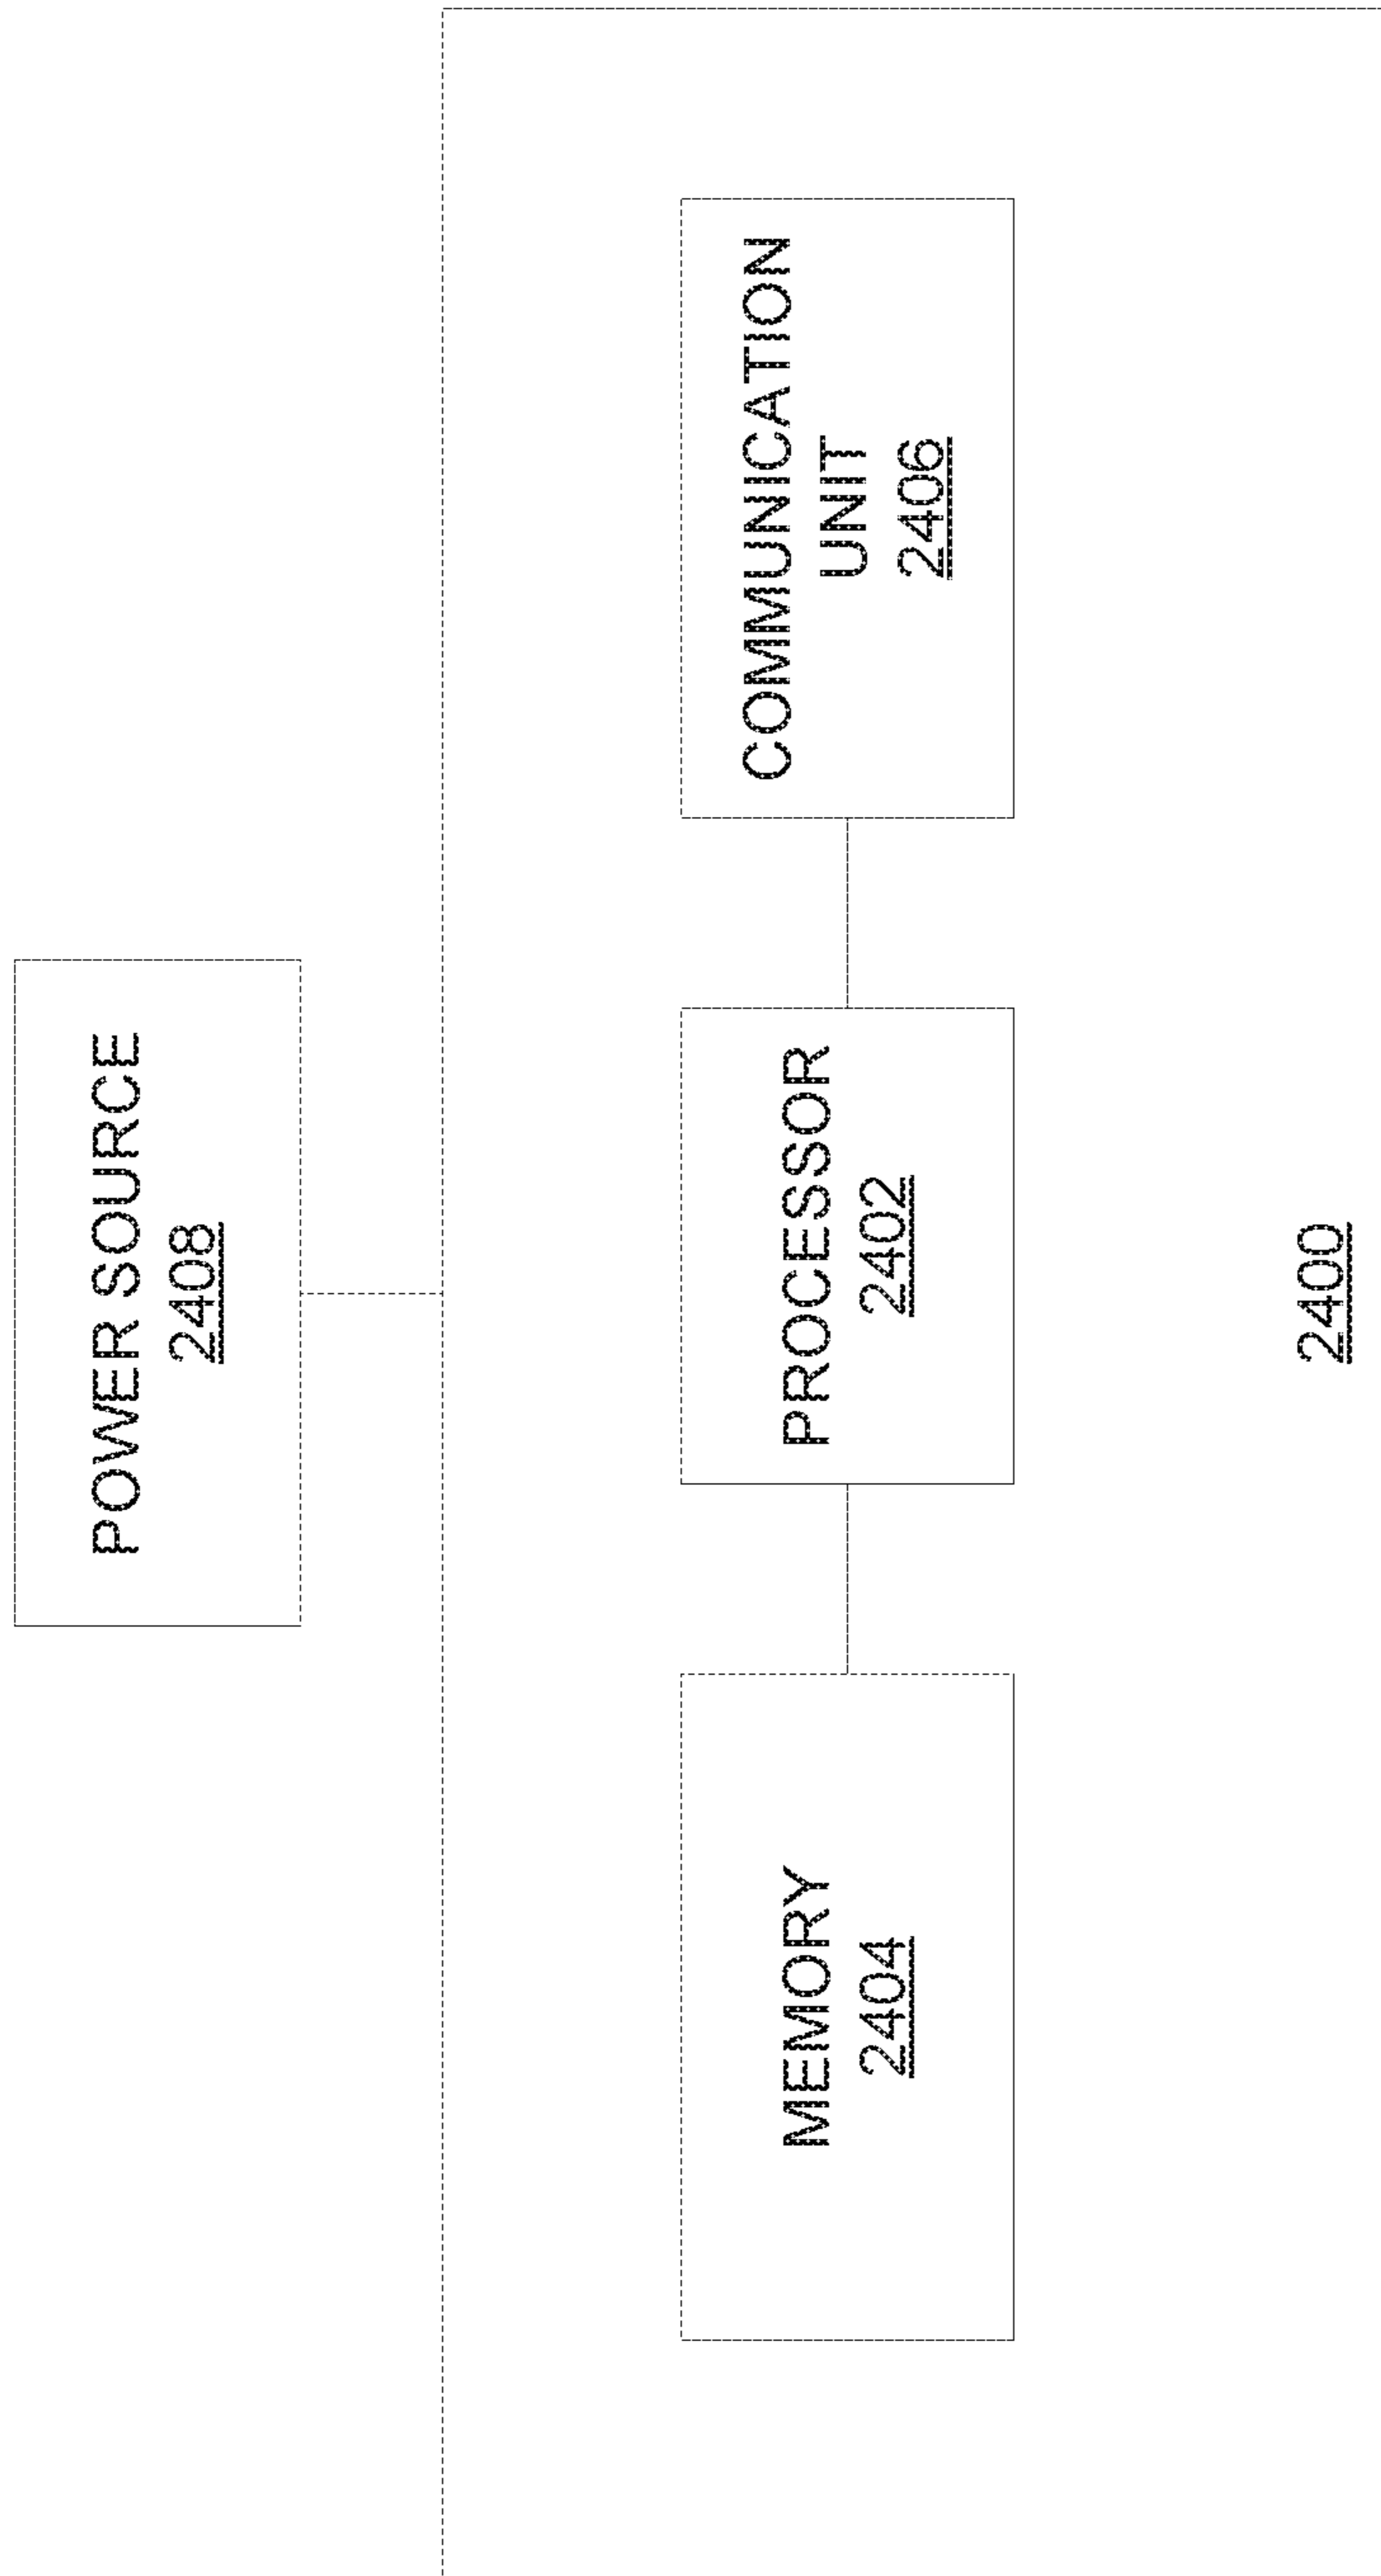 POWER SOURCE
2408
MEMORY
2404
PROCESSOR
2402
COMMUNICATION
UNIT
2406
2400